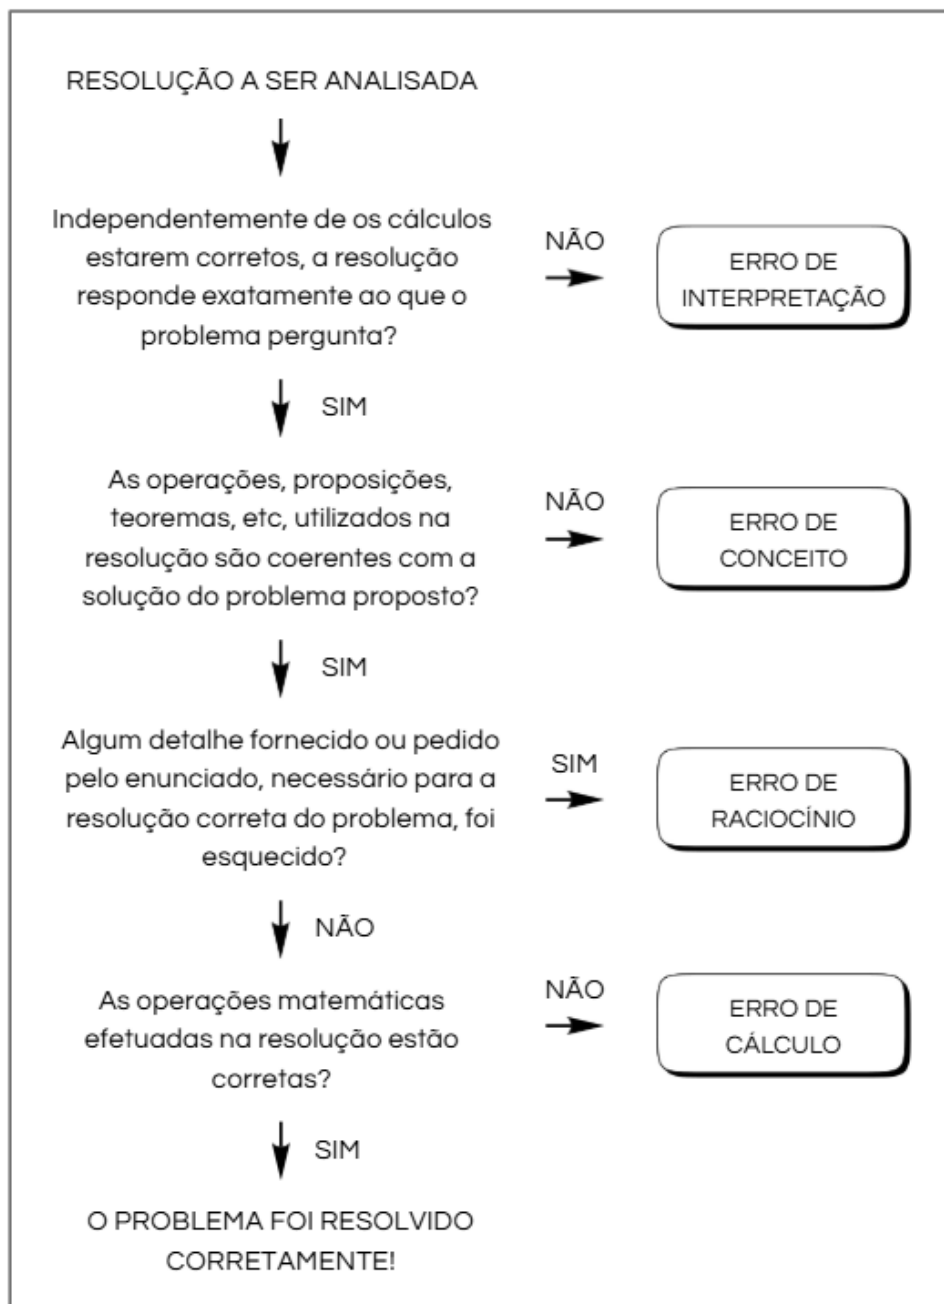 RESOLUÇÃO A SER ANALISADA
Independentemente de os cálculos
estarem corretos, a resolução
responde exatamente ao que o
problema pergunta?
NÃO
ERRO DE
INTERPRETAÇÃO
SIM
As operações, proposições,
teoremas, etc, utilizados na
resolução são coerentes com a
solução do problema proposto?
NÃO
ERRO DE
CONCEITO
SIM
Algum detalhe fornecido ou pedido
pelo enunciado, necessário para a
resolução correta do problema, foi
esquecido?
SIM
ERRO DE
RACIOCÍNIO
NÃO
As operações matemáticas
efetuadas na resolução estão
corretas?
NÃO
ERRO DE
CÁLCULO
SIM
O PROBLEMA FOI RESOLVIDO
CORRETAMENTE!